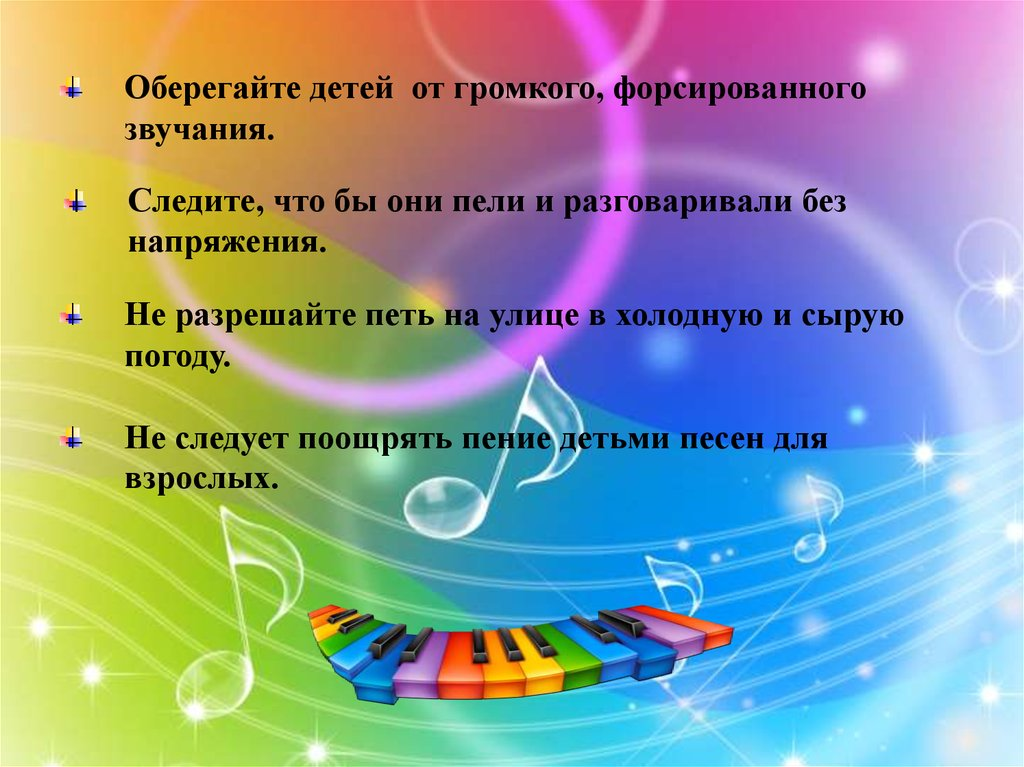 Оберегайте детей от громкого, форсированного
звучания.
Следите, что бы они пели и разговаривали без
напряжения.
Не разрешайте петь на улице в холодную и сырую
погоду.
Не следует поощрять пение детьми песен для
взрослых.